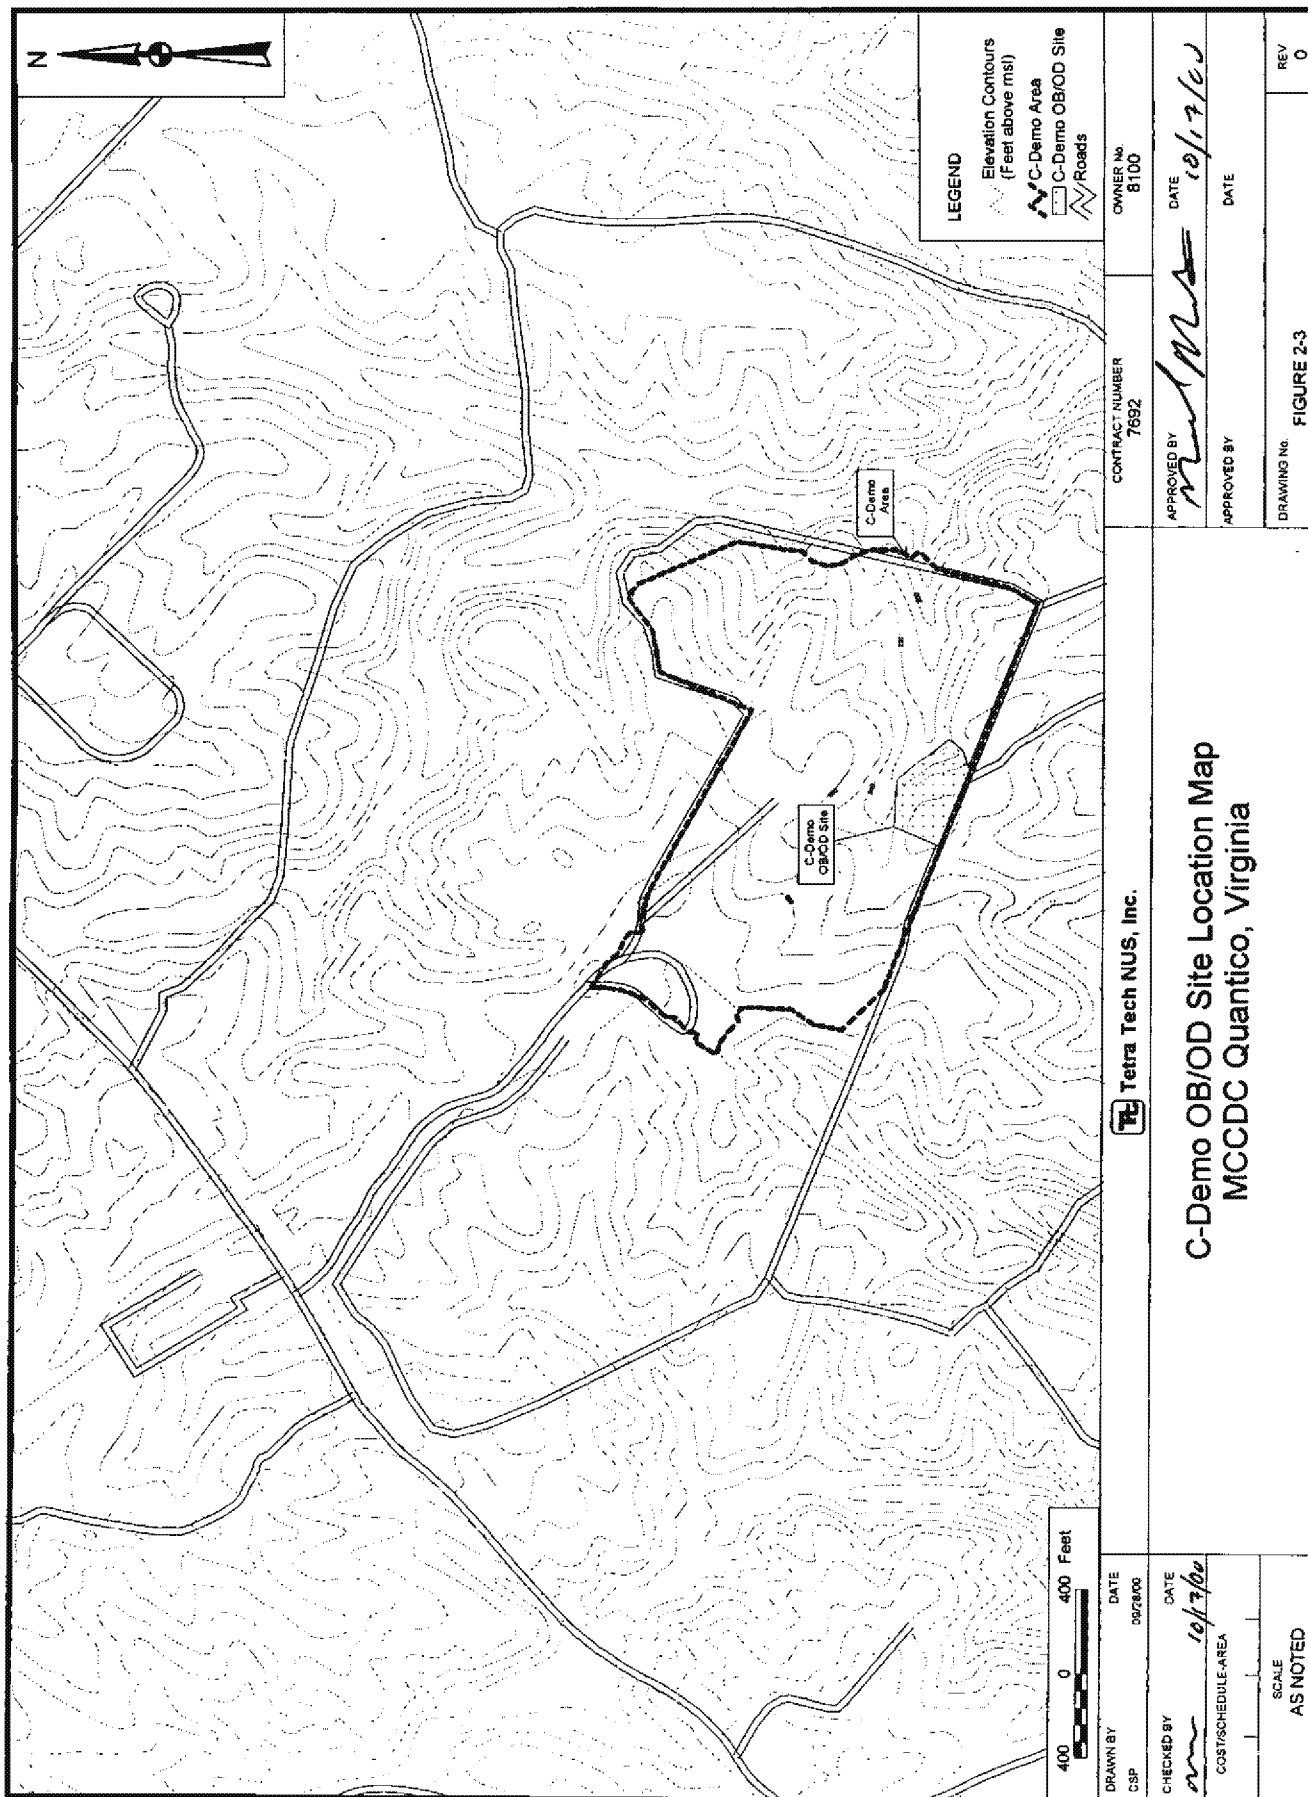 N
C-Demo
Area
C-Demo
OB/OD Site
LEGEND
Elevation Contours
(Feet above msl)
C-Demo Area
C-Demo OB/OD Site
Roads
400 0 400 Feet
DRAWN BY DATE
CSP 09/28/00
CHECKED BY DATE
10/17/00
COST/SCHEDULE-AREA
SCALE
AS NOTED
Tt Tetra Tech NUS, Inc.
C-Demo OB/OD Site Location Map
MCCDC Quantico, Virginia
CONTRACT NUMBER
7692
OWNER No.
8100
APPROVED BY DATE
10/17/00
APPROVED BY DATE
DRAWING No.
FIGURE 2-3
REV
0